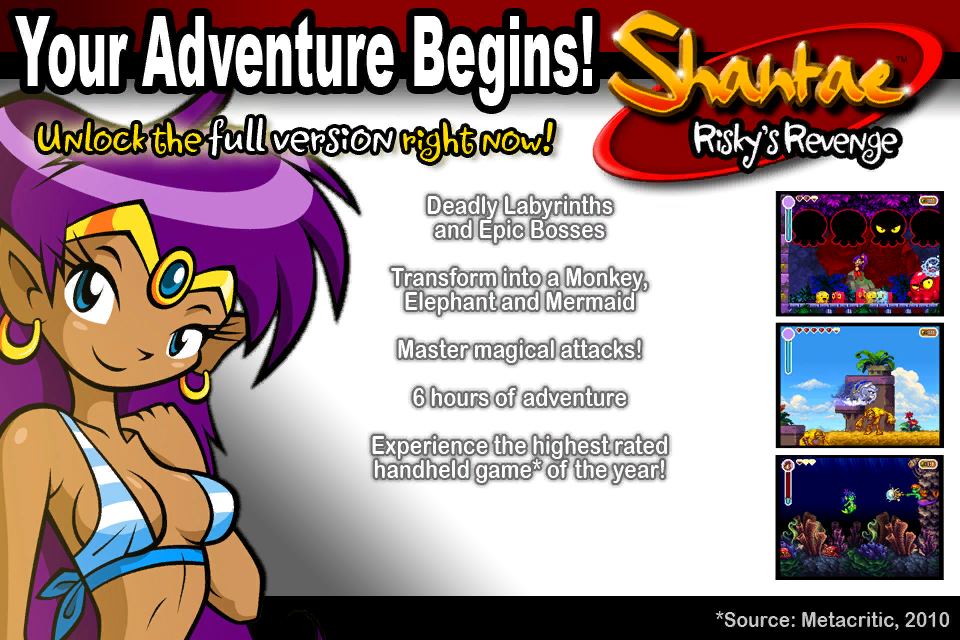 Your Adventure Begins!
Shantae™
Risky's Revenge
Unlock the full version right now!
Deadly Labyrinths
and Epic Bosses
Transform into a Monkey,
Elephant and Mermaid
Master magical attacks!
6 hours of adventure
Experience the highest rated
handheld game* of the year!
*Source: Metacritic, 2010